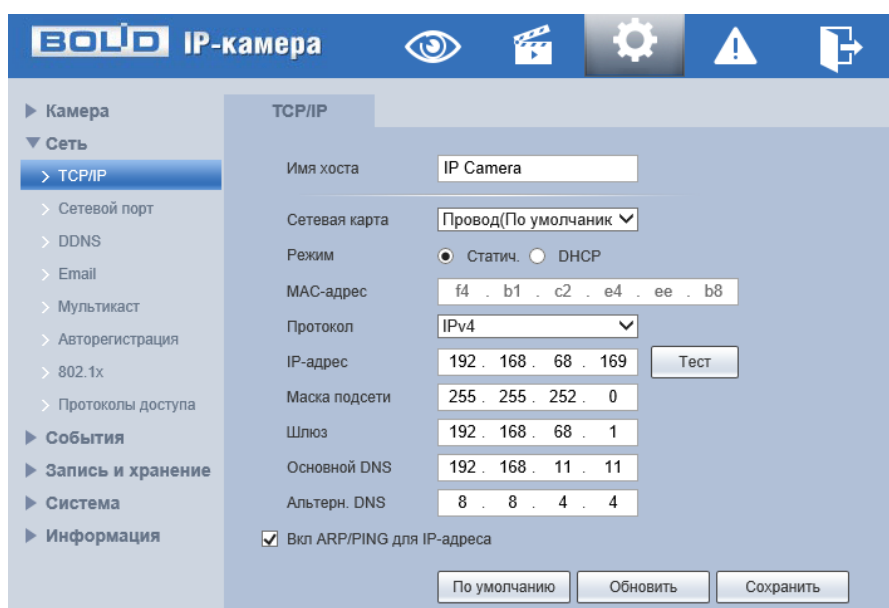 BOLID IP-камера
Камера
Сеть
TCP/IP
Сетевой порт
DDNS
Email
Мультикаст
Авторегистрация
802.1x
Протоколы доступа
События
Запись и хранение
Система
Информация
TCP/IP
Имя хоста IP Camera
Сетевая карта Провод(По умолчаник
Режим Статич. DHCP
MAC-адрес f4 . b1 . c2 . e4 . ee . b8
Протокол IPv4
IP-адрес 192 . 168 . 68 . 169 Тест
Маска подсети 255 . 255 . 252 . 0
Шлюз 192 . 168 . 68 . 1
Основной DNS 192 . 168 . 11 . 11
Альтерн. DNS 8 . 8 . 4 . 4
Вкл ARP/PING для IP-адреса
По умолчанию Обновить Сохранить